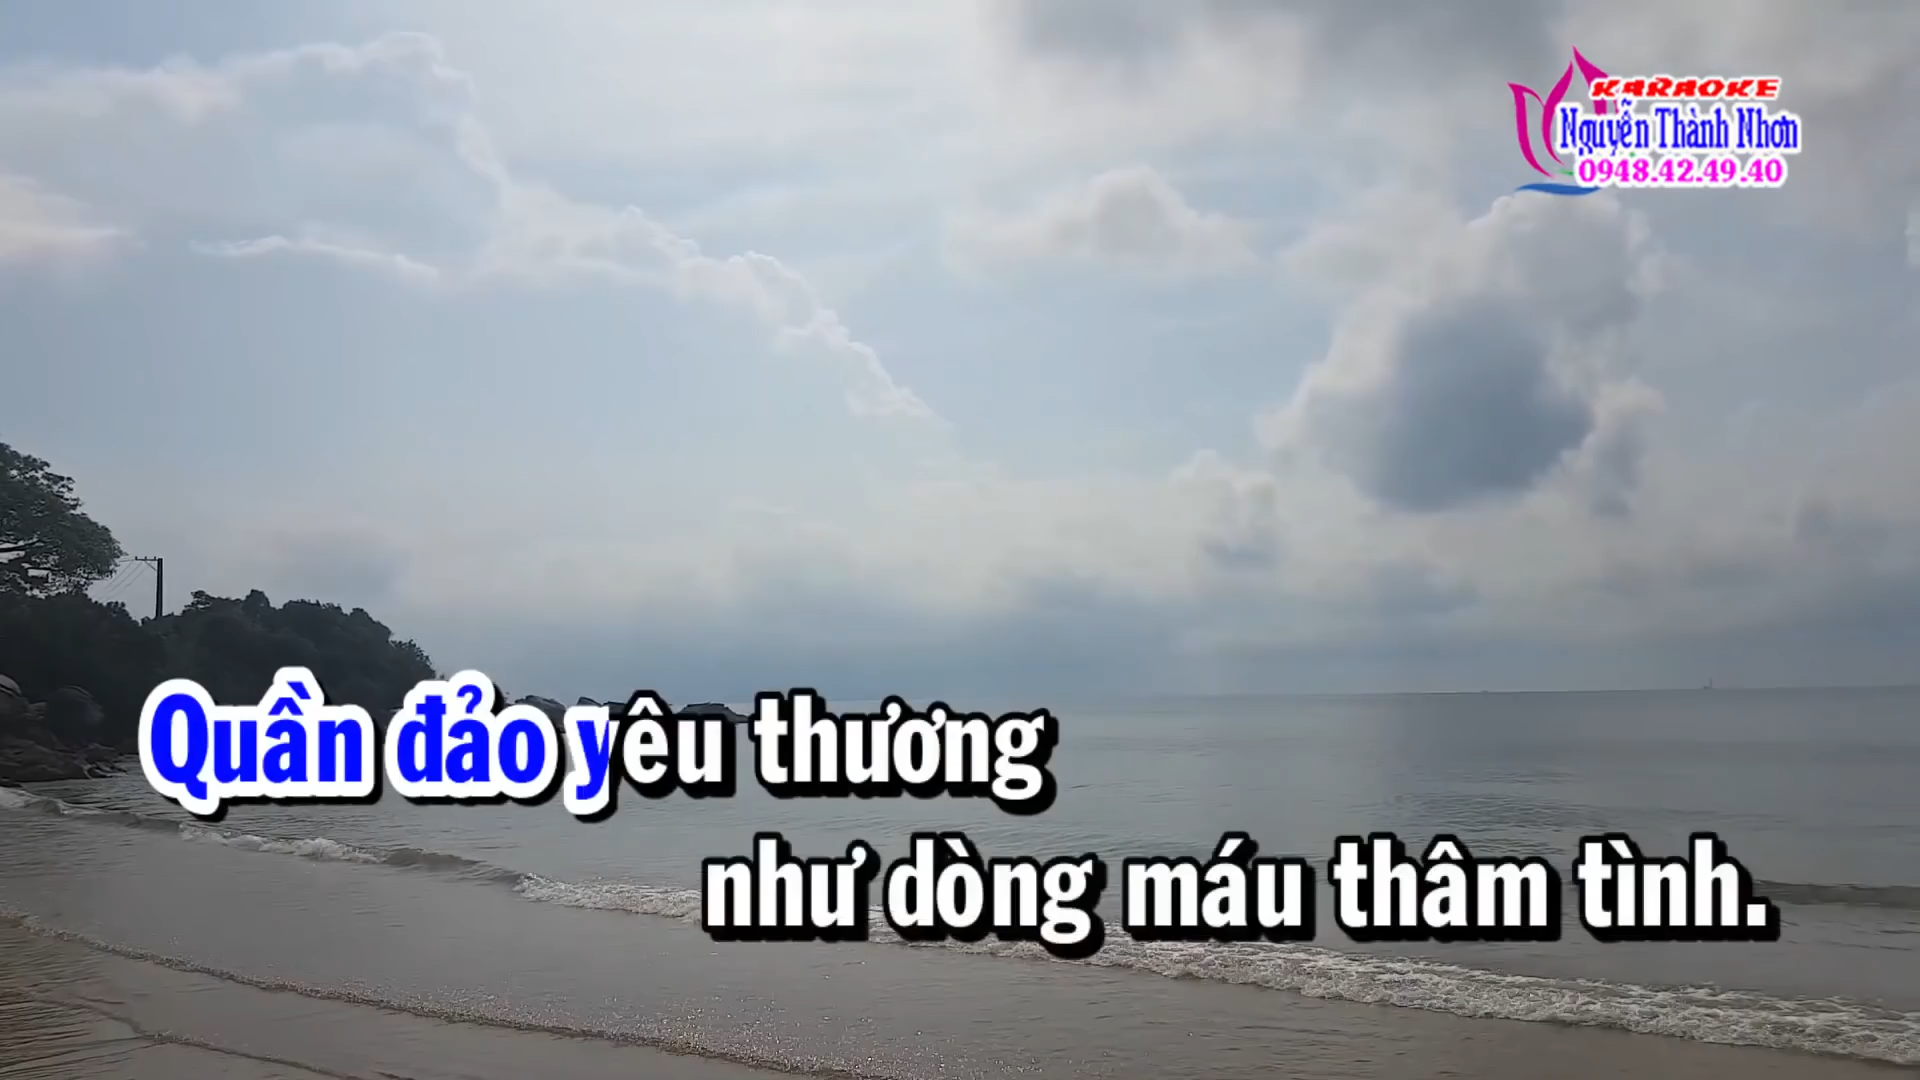 KARAOKE
Nguyễn Thành Nhơn
0948.42.49.40
Quần đảo yêu thương
như dòng máu thâm tình.